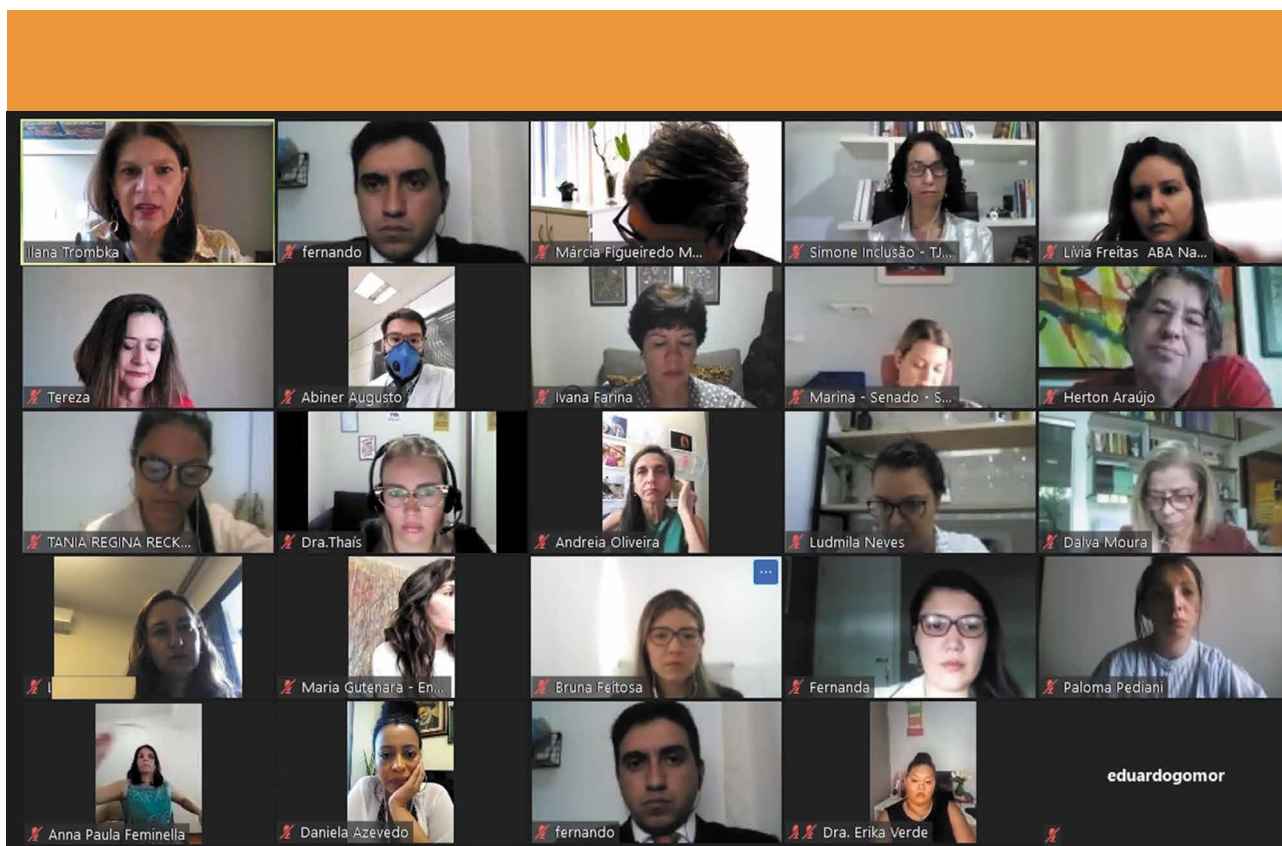 Ilana Trombka
fernando
Márcia Figueiredo M...
Simone Inclusão - TJ...
Lívia Freitas ABA Na...
Tereza
Abiner Augusto
Ivana Farina
Marina - Senado - S...
Herton Araújo
TANIA REGINA RECK...
Dra.Thaís
Andreia Oliveira
Ludmila Neves
Dalva Moura
Maria Gutenara - En...
Bruna Feitosa
Fernanda
Paloma Pediani
Anna Paula Feminella
Daniela Azevedo
fernando
Dra. Erika Verde
eduardogomor